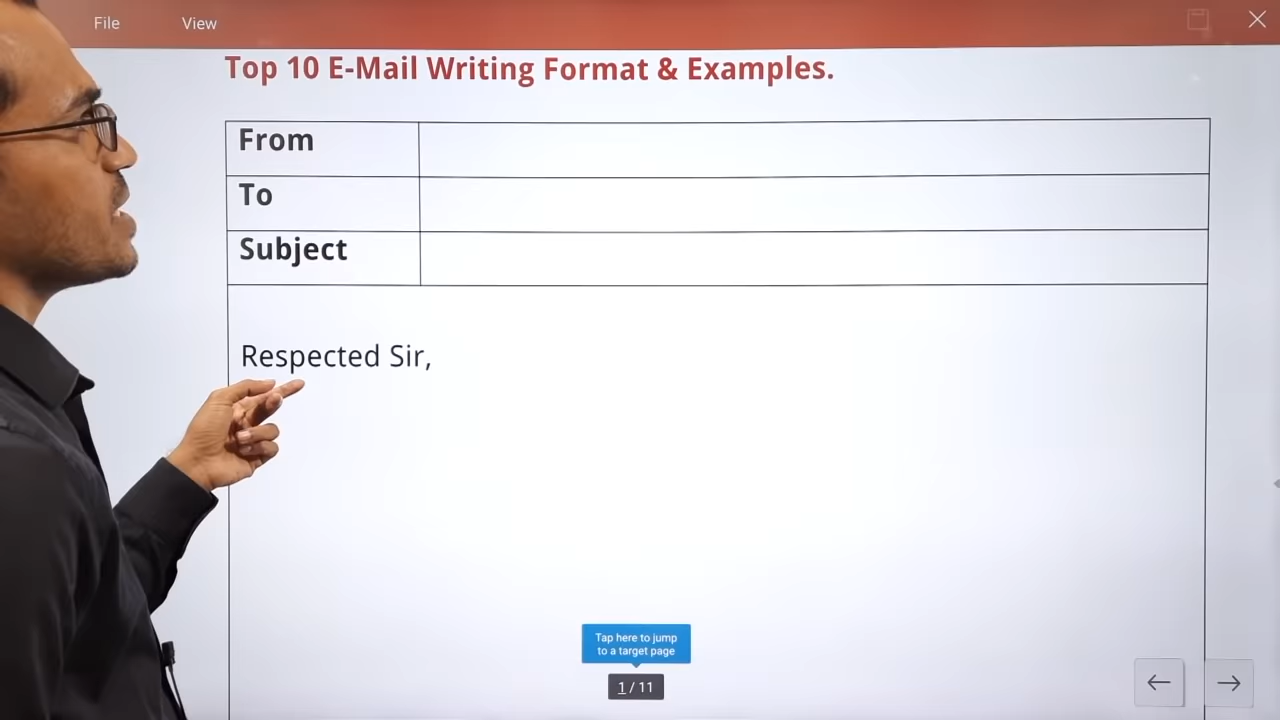 File View
Top 10 E-Mail Writing Format & Examples.
From
To
Subject
Respected Sir,
Tap here to jump
to a target page
1 / 11